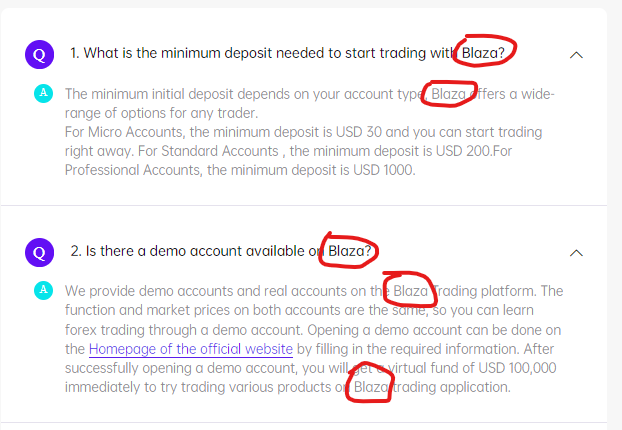 Q 1. What is the minimum deposit needed to start trading with Blaza?
A The minimum initial deposit depends on your account type, Blaza offers a wide-
range of options for any trader.
For Micro Accounts, the minimum deposit is USD 30 and you can start trading
right away. For Standard Accounts , the minimum deposit is USD 200.For
Professional Accounts, the minimum deposit is USD 1000.
Q 2. Is there a demo account available on Blaza?
A We provide demo accounts and real accounts on the Blaza Trading platform. The
function and market prices on both accounts are the same, so you can learn
forex trading through a demo account. Opening a demo account can be done on
the Homepage of the official website by filling in the required information. After
successfully opening a demo account, you will get a virtual fund of USD 100,000
immediately to try trading various products on Blaza trading application.